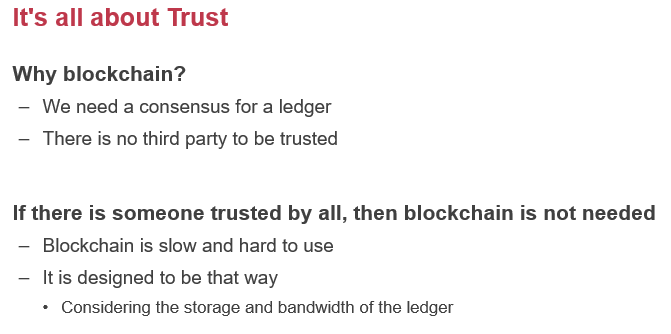 It's all about Trust
Why blockchain?
– We need a consensus for a ledger
– There is no third party to be trusted
If there is someone trusted by all, then blockchain is not needed
– Blockchain is slow and hard to use
– It is designed to be that way
• Considering the storage and bandwidth of the ledger